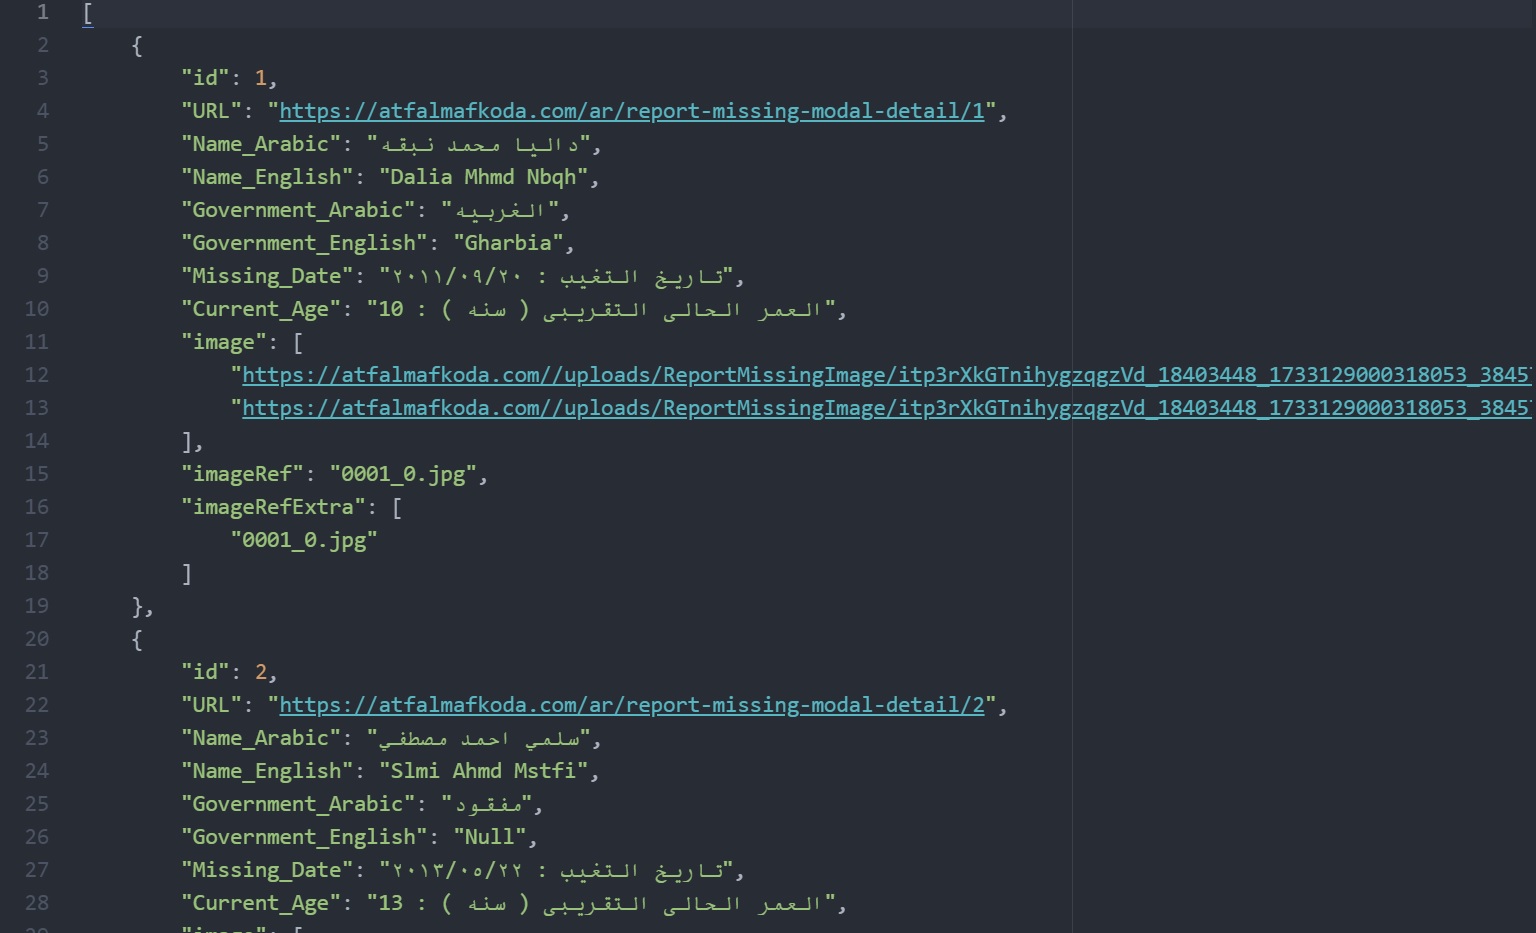 1 [
2 {
3 "id": 1,
4 "URL": "https://atfalmafkoda.com/ar/report-missing-modal-detail/1",
5 "Name_Arabic": "داليا محمد نبقه",
6 "Name_English": "Dalia Mhmd Nbqh",
7 "Government_Arabic": "الغربيه",
8 "Government_English": "Gharbia",
9 "Missing_Date": "تاريخ التغيب : ٢٠١١/٠٩/٢٠",
10 "Current_Age": "العمر الحالى التقريبى ( سنه ) : 10",
11 "image": [
12 "https://atfalmafkoda.com//uploads/ReportMissingImage/itp3rXkGTnihygzqgzVd_18403448_1733129000318053_3845
13 "https://atfalmafkoda.com//uploads/ReportMissingImage/itp3rXkGTnihygzqgzVd_18403448_1733129000318053_3845
14 ],
15 "imageRef": "0001_0.jpg",
16 "imageRefExtra": [
17 "0001_0.jpg"
18 ]
19 },
20 {
21 "id": 2,
22 "URL": "https://atfalmafkoda.com/ar/report-missing-modal-detail/2",
23 "Name_Arabic": "سلمي احمد مصطفي",
24 "Name_English": "Slmi Ahmd Mstfi",
25 "Government_Arabic": "مفقود",
26 "Government_English": "Null",
27 "Missing_Date": "تاريخ التغيب : ٢٠١٣/٠٥/٢٢",
28 "Current_Age": "العمر الحالى التقريبى ( سنه ) : 13",